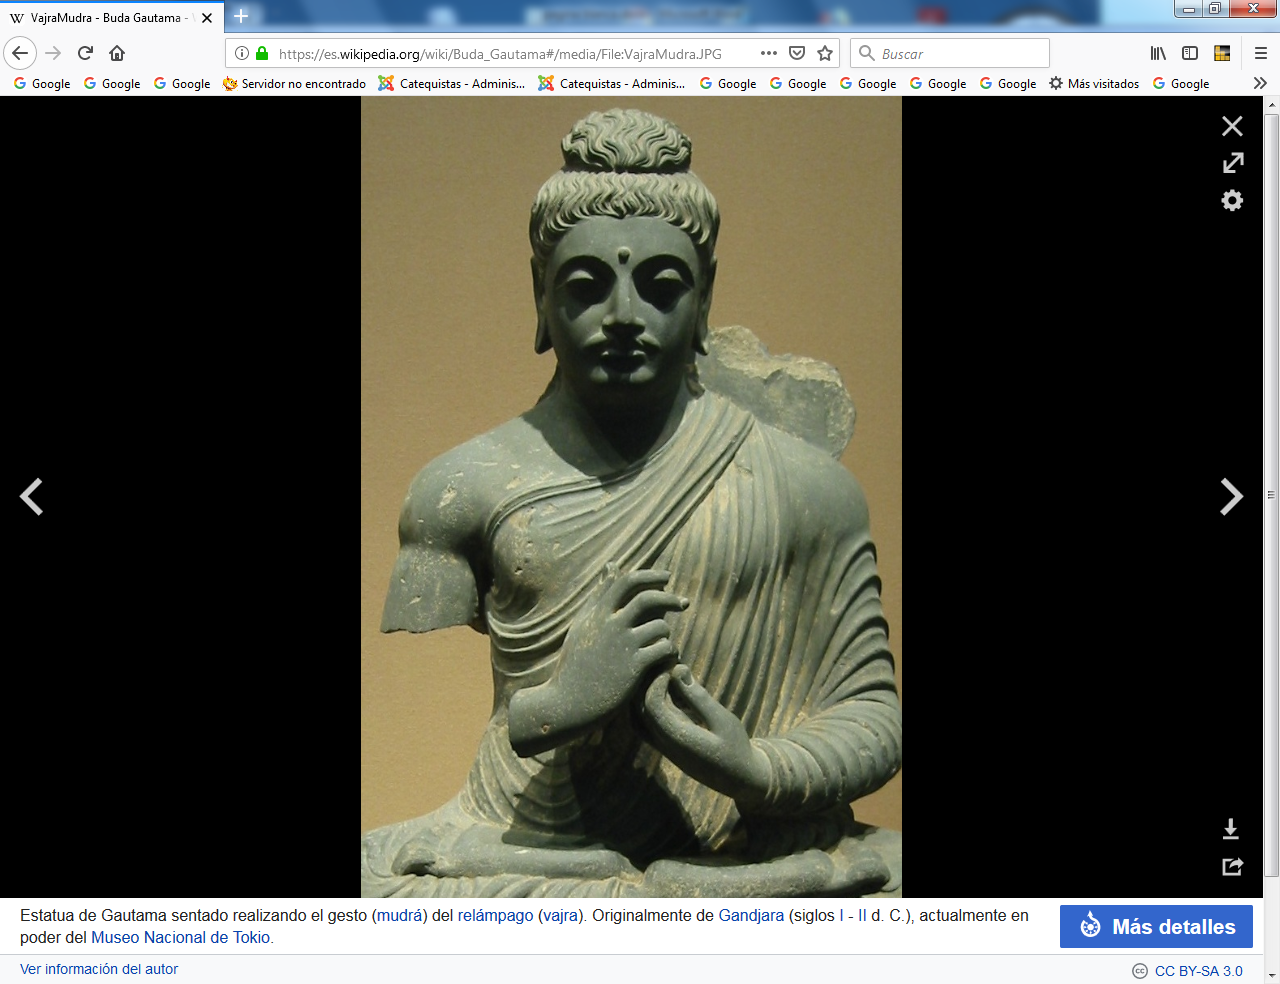 VajraMudra - Buda Gautama -
https://es.wikipedia.org/wiki/Buda_Gautama#/media/File:VajraMudra.JPG
Buscar
Google Google Google Servidor no encontrado Catequistas - Adminis... Catequistas - Adminis... Google Google Google Google Google Más visitados Google
Estatua de Gautama sentado realizando el gesto (mudrá) del relámpago (vajra). Originalmente de Gandjara (siglos I - II d. C.), actualmente en
poder del Museo Nacional de Tokio.
Más detalles
Ver información del autor
CC BY-SA 3.0